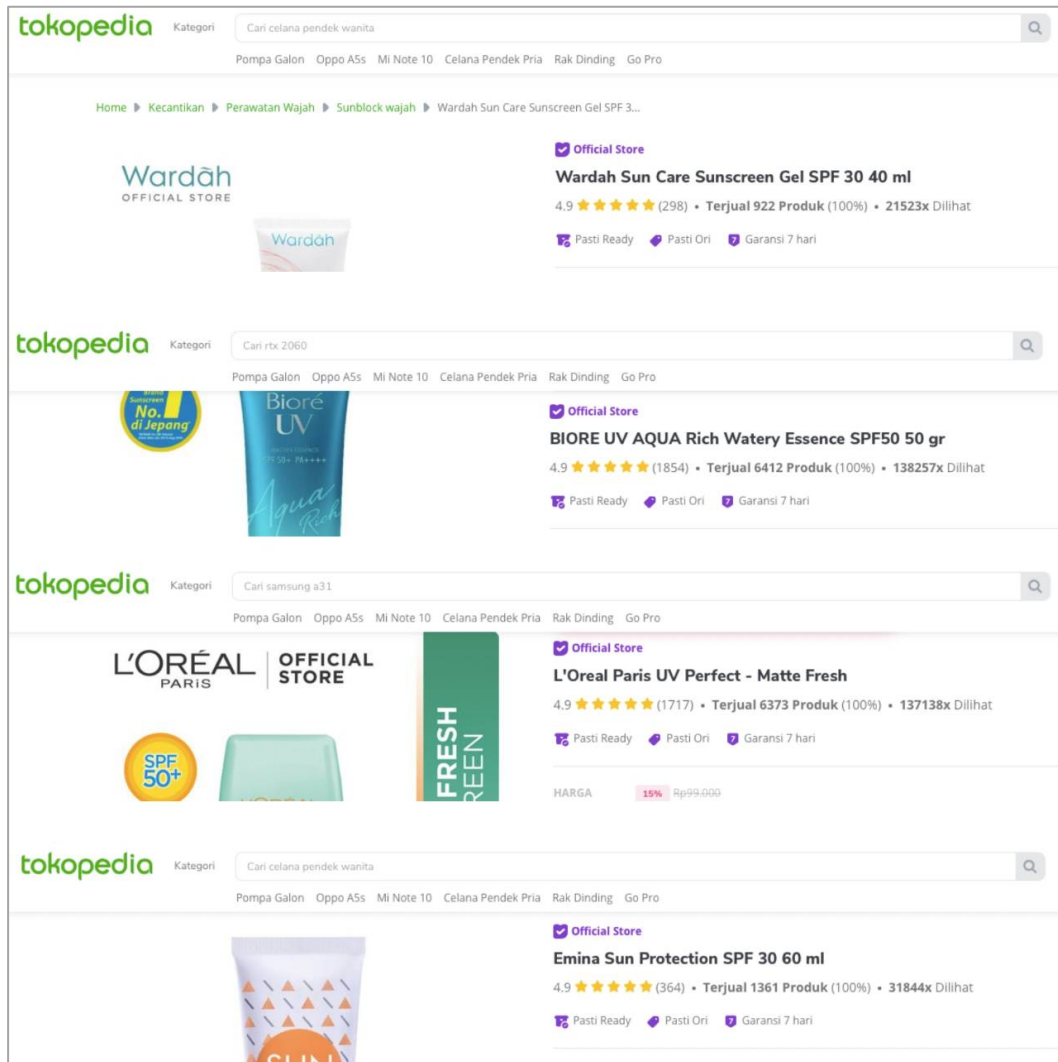 tokopedia Kategori Cari celana pendek wanita
Pompa Galon Oppo A5s Mi Note 10 Celana Pendek Pria Rak Dinding Go Pro
Home Kecantikan Perawatan Wajah Sunblock wajah Wardah Sun Care Sunscreen Gel SPF 3...
Official Store
Wardah
OFFICIAL STORE
Wardah Sun Care Sunscreen Gel SPF 30 40 ml
4.9 (298) • Terjual 922 Produk (100%) • 21523x Dilihat
Wardah
Pasti Ready Pasti Ori 7 Garansi 7 hari
tokopedia Kategori Cari rtx 2060
Pompa Galon Oppo A5s Mi Note 10 Celana Pendek Pria Rak Dinding Go Pro
Sunscreen
No.1
di Jepang
Bioré
UV
SPF 50+ PA++++
Aqua
Rich
Official Store
BIORE UV AQUA Rich Watery Essence SPF50 50 gr
4.9 (1854) • Terjual 6412 Produk (100%) • 138257x Dilihat
Pasti Ready Pasti Ori 7 Garansi 7 hari
tokopedia Kategori Cari samsung a31
Pompa Galon Oppo A5s Mi Note 10 Celana Pendek Pria Rak Dinding Go Pro
L'ORÉAL
PARIS
OFFICIAL
STORE
SPF
50+
FRESH
REEN
Official Store
L'Oreal Paris UV Perfect - Matte Fresh
4.9 (1717) • Terjual 6373 Produk (100%) • 137138x Dilihat
Pasti Ready Pasti Ori 7 Garansi 7 hari
HARGA 15% Rp99.000
tokopedia Kategori Cari celana pendek wanita
Pompa Galon Oppo A5s Mi Note 10 Celana Pendek Pria Rak Dinding Go Pro
Official Store
Emina Sun Protection SPF 30 60 ml
4.9 (364) • Terjual 1361 Produk (100%) • 31844x Dilihat
Pasti Ready Pasti Ori 7 Garansi 7 hari
SUN